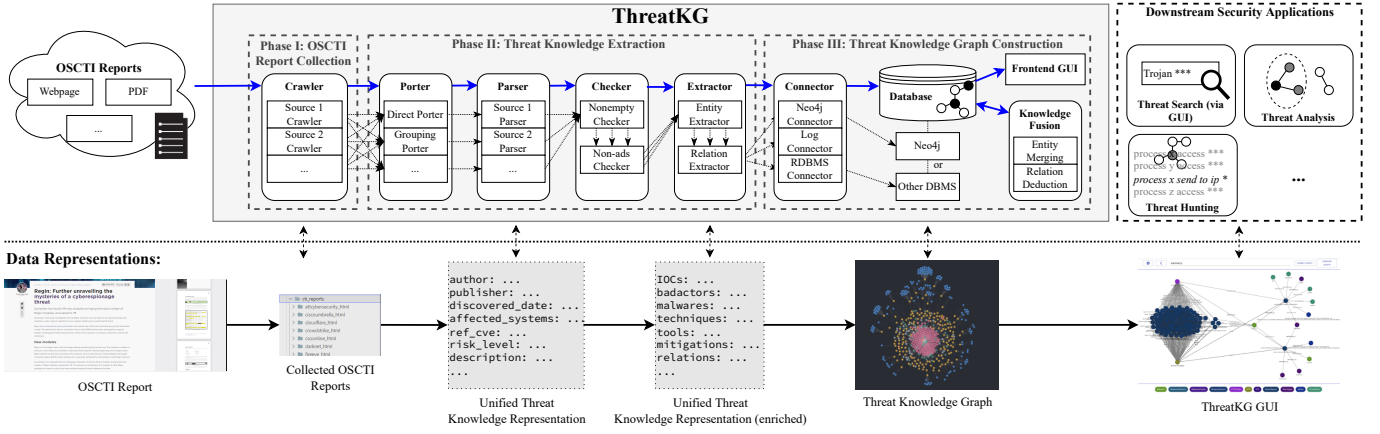 ThreatKG
Downstream Security Applications
Phase I: OSCTI
Report Collection
Phase II: Threat Knowledge Extraction
Phase III: Threat Knowledge Graph Construction
OSCTI Reports
Webpage
PDF
...
Crawler
Source 1
Crawler
Source 2
Crawler
...
Porter
Direct Porter
Grouping
Porter
...
Parser
Source 1
Parser
Source 2
Parser
...
Checker
Nonempty
Checker
Non-ads
Checker
Extractor
Entity
Extractor
Relation
Extractor
Connector
Neo4j
Connector
Log
Connector
RDBMS
Connector
Database
Neo4j
or
Other DBMS
Frontend GUI
Knowledge
Fusion
Entity
Merging
Relation
Deduction
Trojan ***
Threat Search (via
GUI)
Threat Analysis
process x access ***
process y access ***
process x send to ip *
process z access ***
Threat Hunting
...
Data Representations:
Regin: Further unravelling the
mysteries of a cyberespionage
threat
OSCTI Report
cti_reports
attcybersecurity_html
ciscoumbrella_html
cloudflare_html
crowdstrike_html
Collected OSCTI
Reports
author: ...
publisher: ...
discovered_date: ...
affected_systems: ...
ref_cve: ...
risk_level: ...
description: ...
...
Unified Threat
Knowledge Representation
IOCs: ...
badactors: ...
malwares: ...
techniques: ...
tools: ...
mitigations: ...
relations: ...
...
Unified Threat
Knowledge Representation (enriched)
Threat Knowledge Graph
ThreatKG GUI